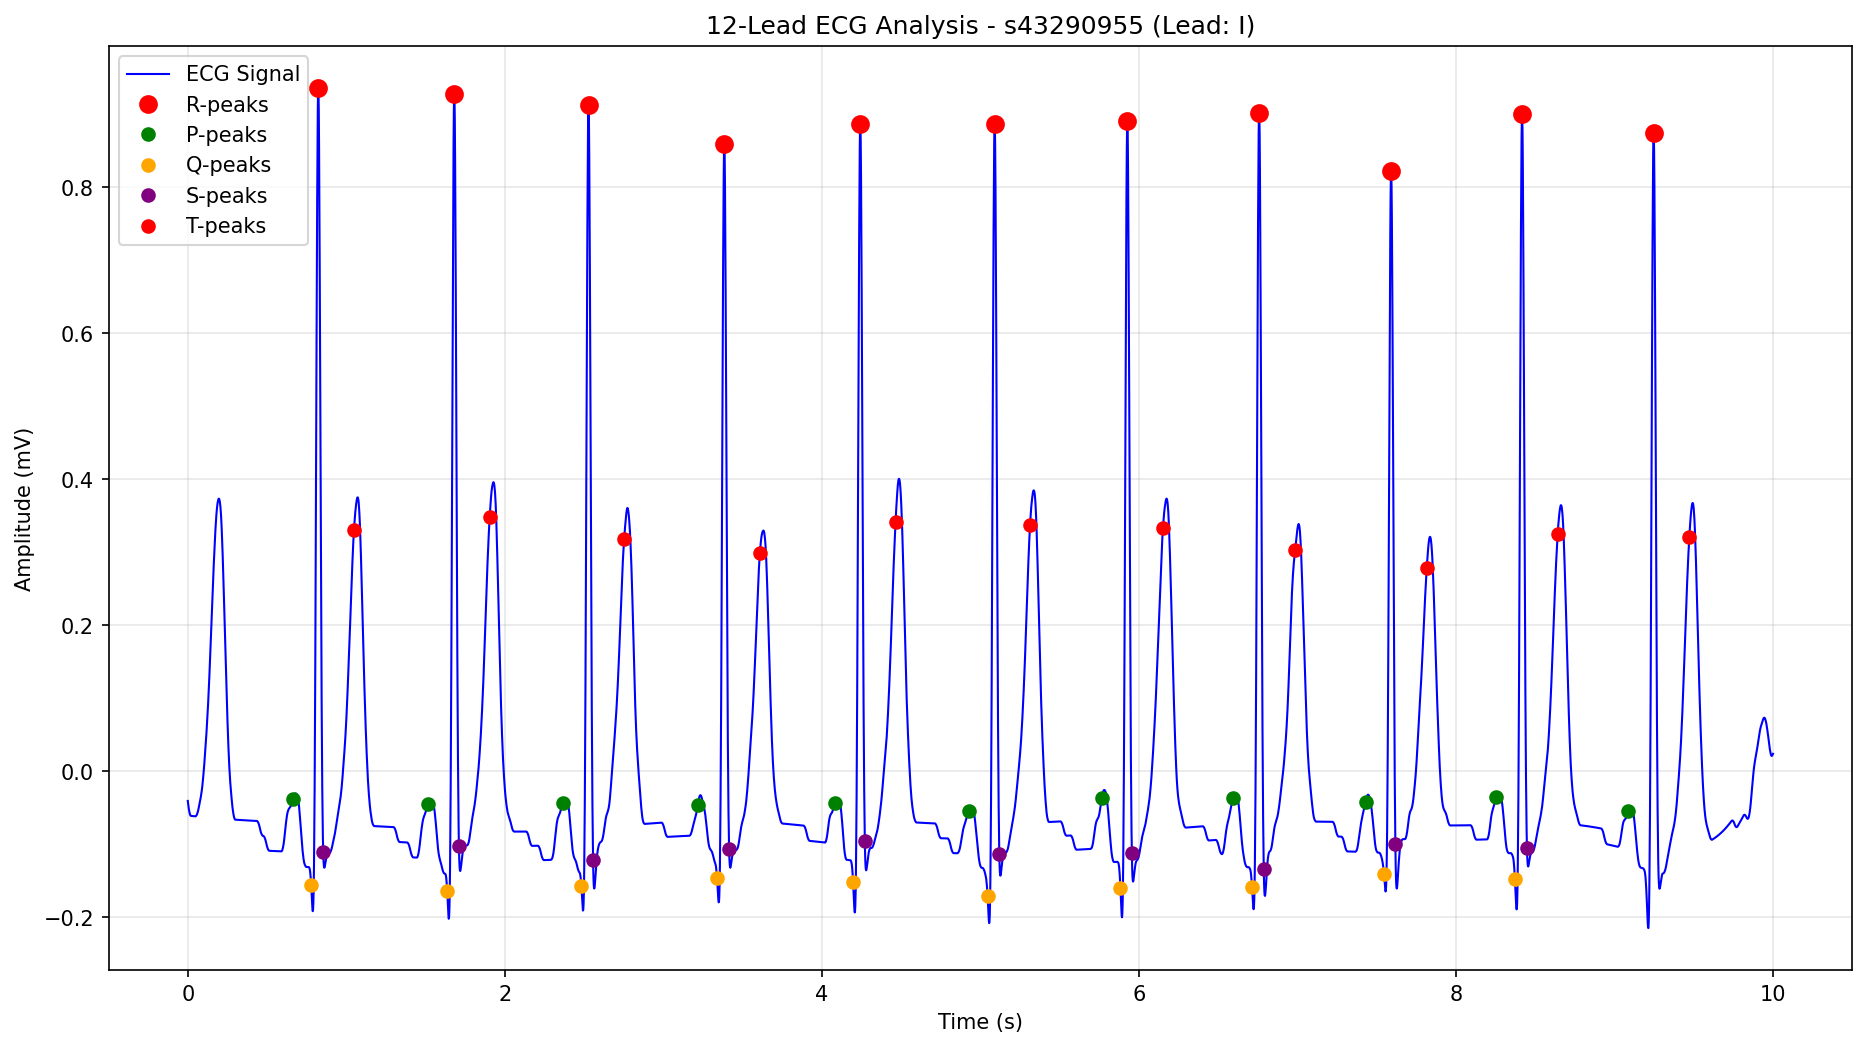 12-Lead ECG Analysis - s43290955 (Lead: I)
ECG Signal
R-peaks
P-peaks
Q-peaks
S-peaks
T-peaks
Amplitude (mV)
0.8
0.6
0.4
0.2
0.0
−0.2
0 2 4 6 8 10
Time (s)